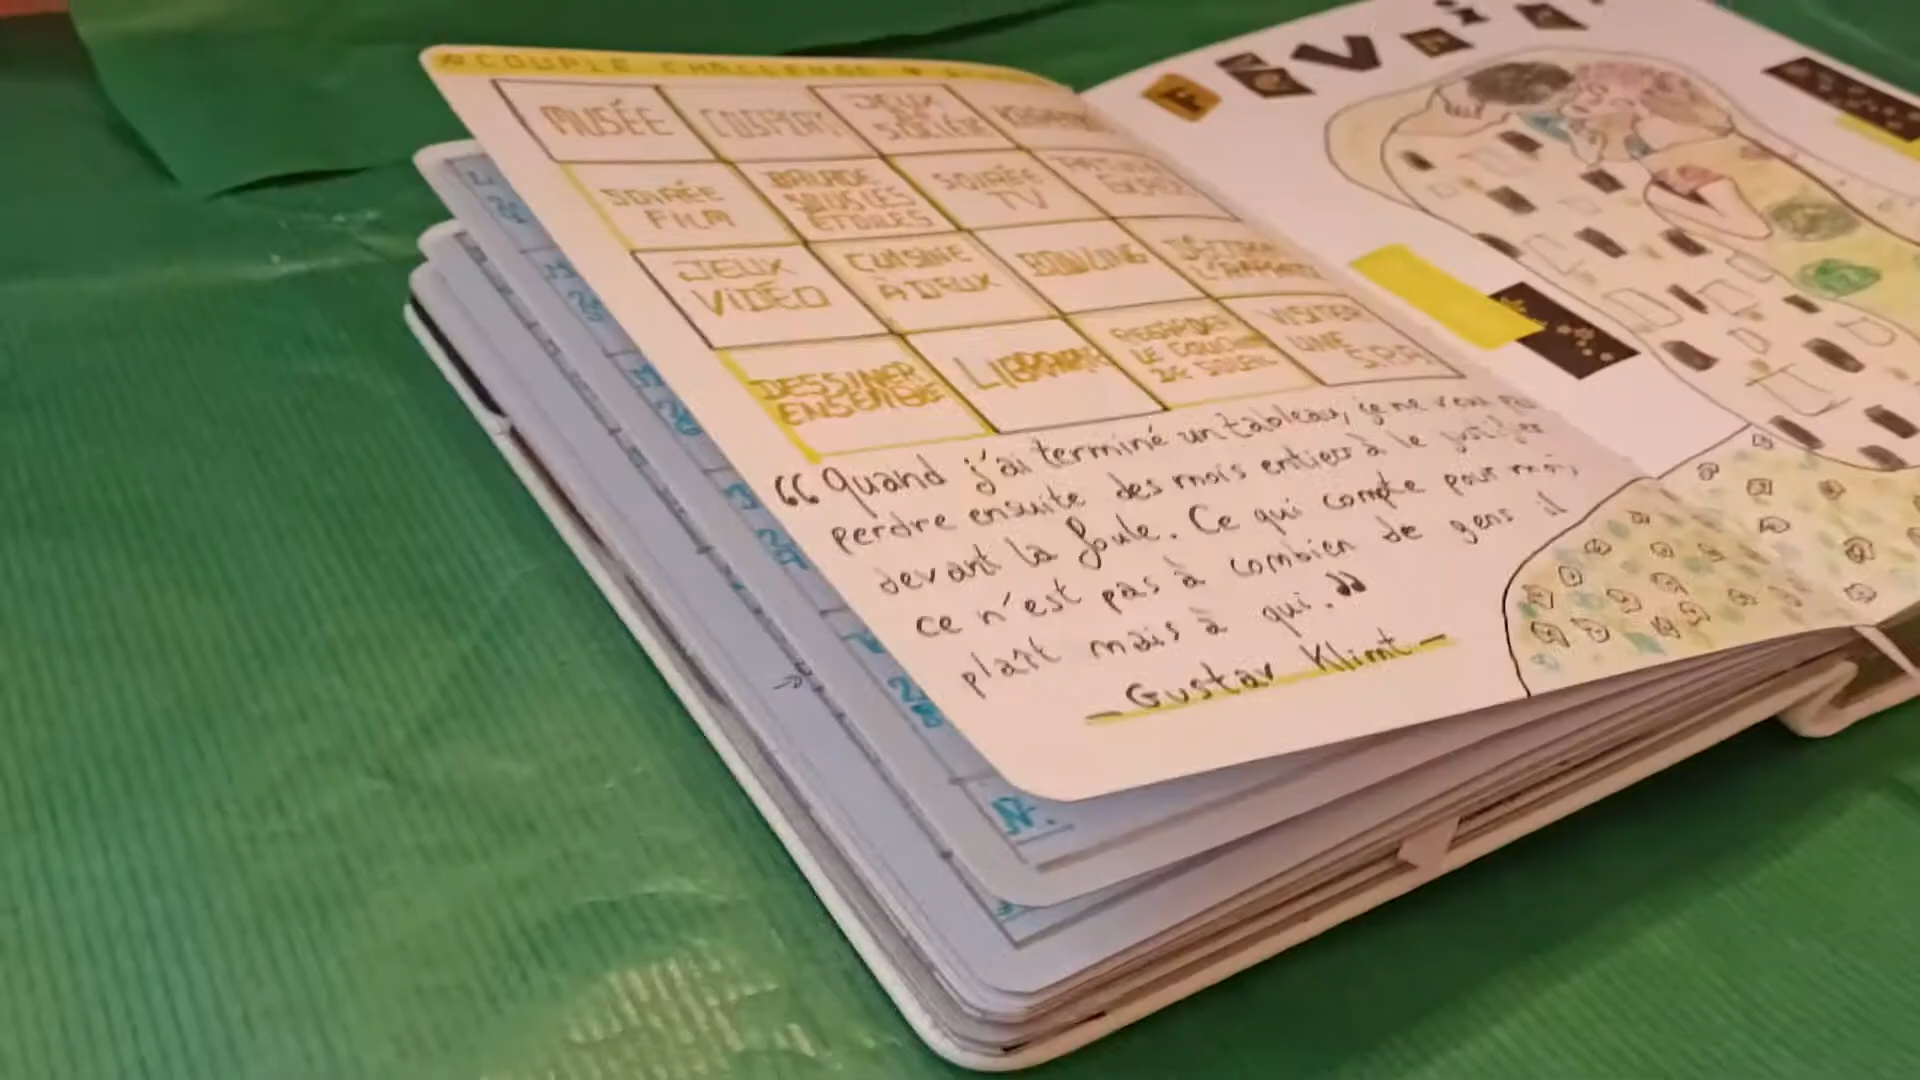 COUPLE CHALLENGE
MUSÉE
COSPLAY
JEUX DE SOCIÉTÉ
SOIRÉE FILM
BALADE SOUS LES ÉTOILES
SOIRÉE TV
JEUX VIDÉO
CUISINE À DEUX
BOWLING
DESSINER ENSEMBLE
LIBRAIRIE
REGARDER LE COUCHER DE SOLEIL
VISITER UNE SPA
“Quand j'ai terminé un tableau, je ne veux pas
perdre ensuite des mois entiers à le justifier
devant la foule. Ce qui compte pour moi,
ce n'est pas à combien de gens il
plaît mais à qui.”
— Gustav Klimt —
FÉV